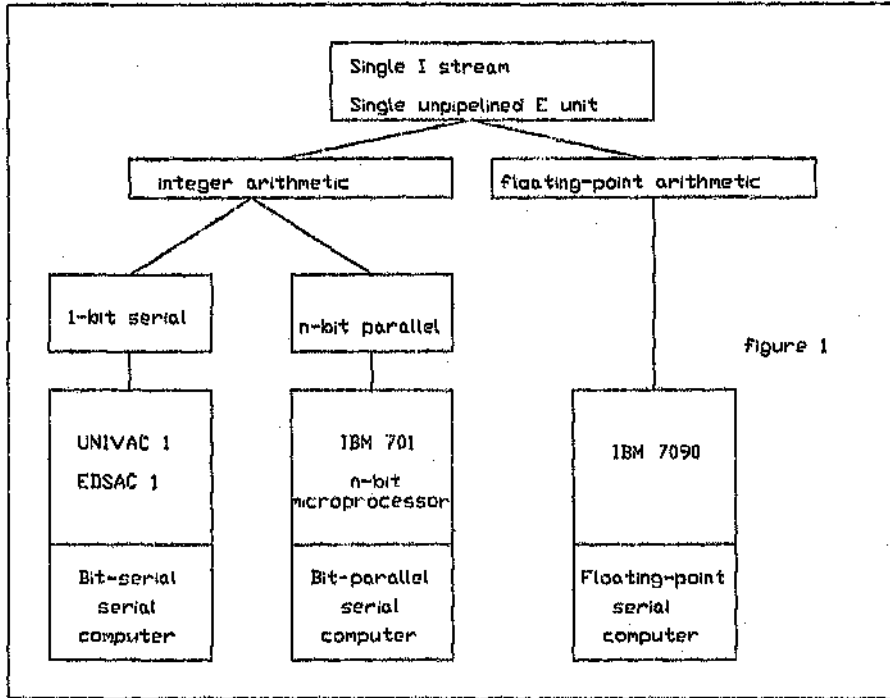 Single I stream
Single unpipelined E unit
integer arithmetic
floating-point arithmetic
1-bit serial
n-bit parallel
figure 1
UNIVAC 1
EDSAC 1
IBM 701
n-bit
microprocessor
IBM 7090
Bit-serial
serial
computer
Bit-parallel
serial
computer
Floating-point
serial
computer